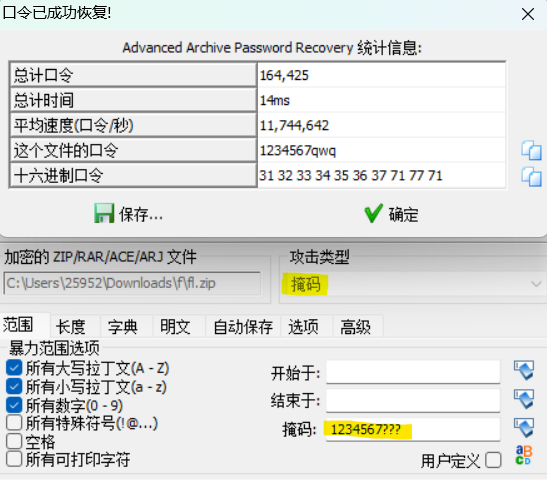 口令已成功恢复!
Advanced Archive Password Recovery 统计信息:
总计口令 164,425
总计时间 14ms
平均速度(口令/秒) 11,744,642
这个文件的口令 1234567qwq
十六进制口令 31 32 33 34 35 36 37 71 77 71
保存... 确定
加密的 ZIP/RAR/ACE/ARJ 文件 攻击类型
C:\Users\25952\Downloads\f\fl.zip 掩码
范围 长度 字典 明文 自动保存 选项 高级
暴力范围选项
所有大写拉丁文(A - Z) 开始于:
所有小写拉丁文(a - z)
所有数字(0 - 9) 结束于:
所有特殊符号(!@...) 掩码: 1234567???
空格
所有可打印字符 用户定义